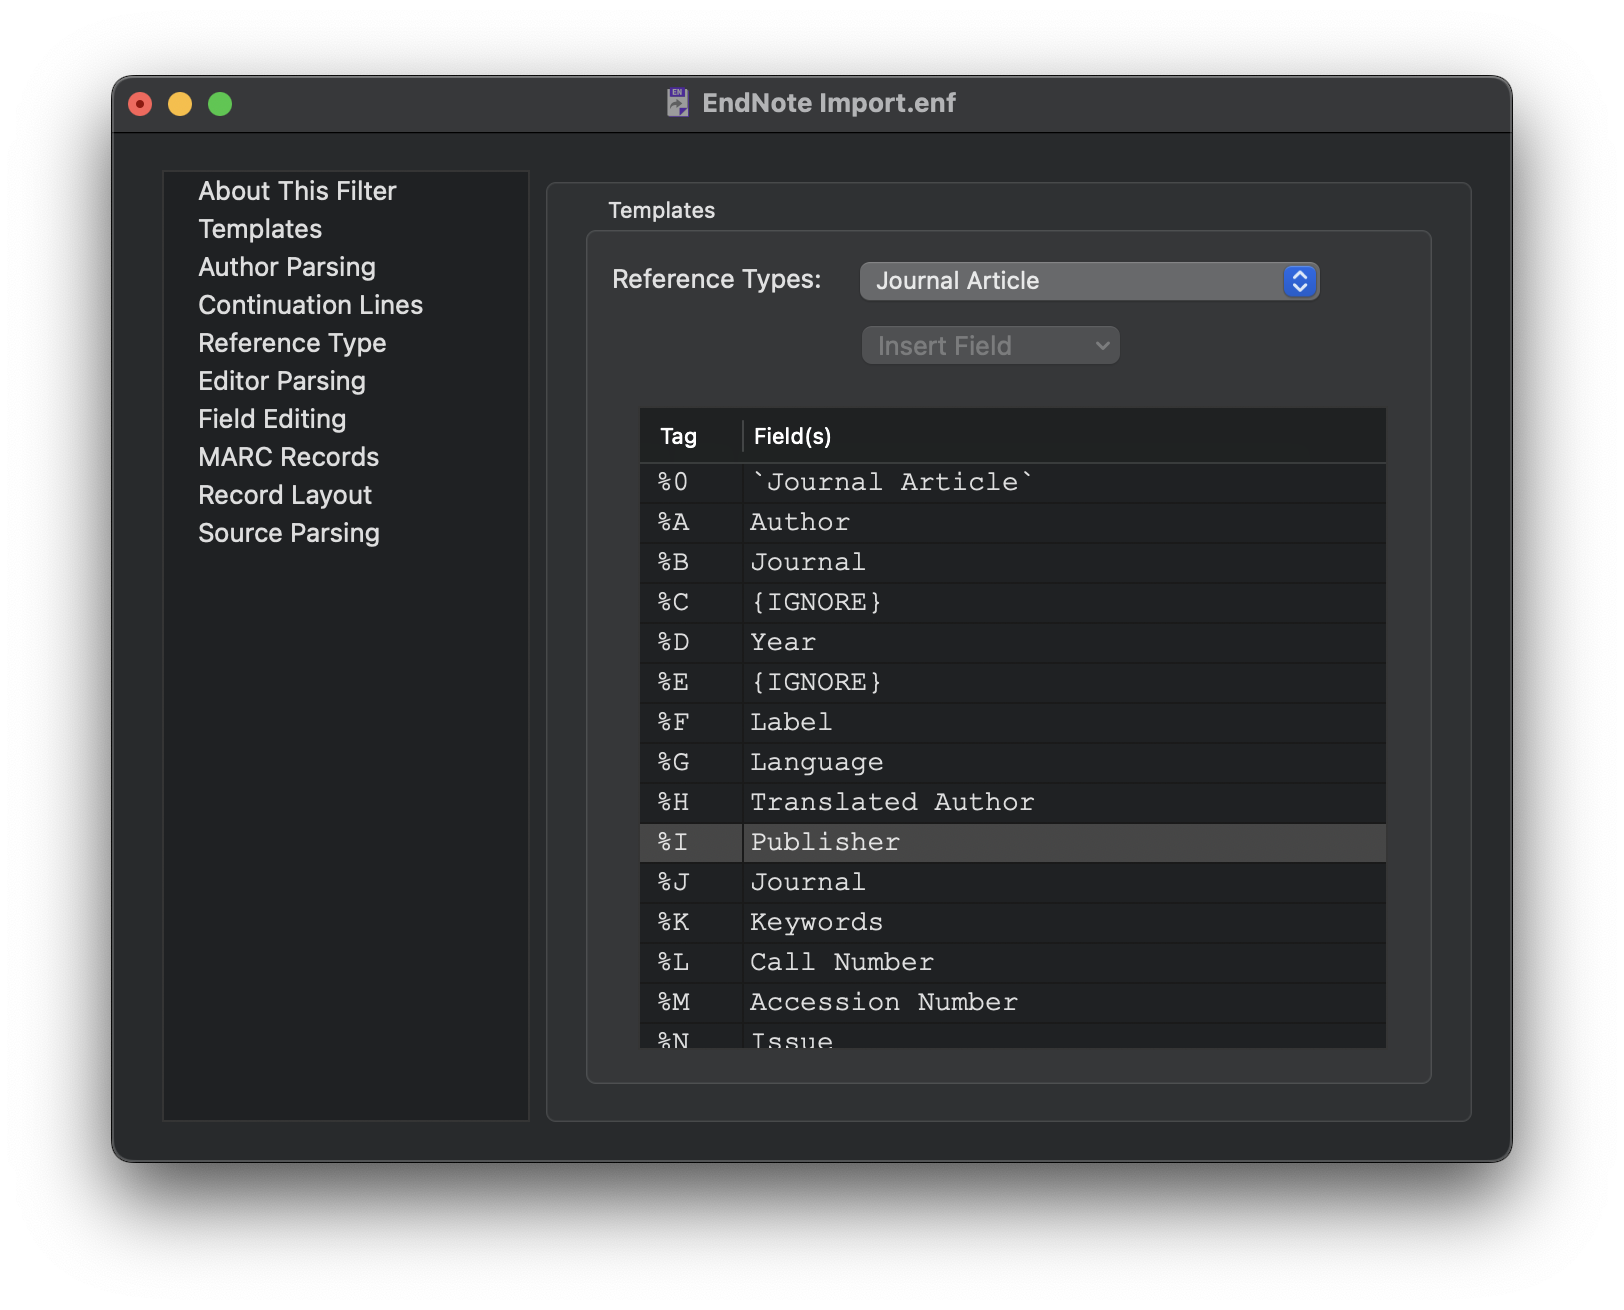 EN
EndNote Import.enf
About This Filter
Templates
Author Parsing
Continuation Lines
Reference Type
Editor Parsing
Field Editing
MARC Records
Record Layout
Source Parsing
Templates
Reference Types: Journal Article
Insert Field
Tag Field(s)
%0 `Journal Article`
%A Author
%B Journal
%C {IGNORE}
%D Year
%E {IGNORE}
%F Label
%G Language
%H Translated Author
%I Publisher
%J Journal
%K Keywords
%L Call Number
%M Accession Number
%N Issue